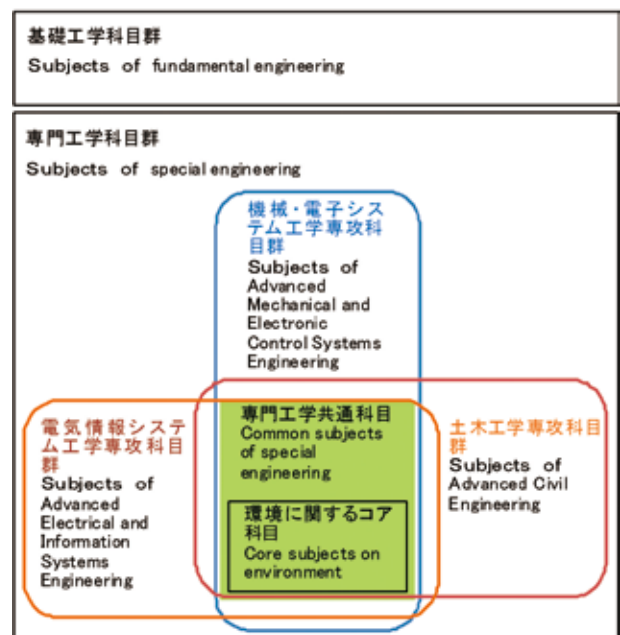 基礎工学科目群
Subjects of fundamental engineering
専門工学科目群
Subjects of special engineering
機械・電子シス
テム工学専攻科
目群
Subjects of
Advanced
Mechanical and
Electronic
Control Systems
Engineering
電気情報システ
ム工学専攻科目
群
Subjects of
Advanced
Electrical and
Information
Systems
Engineering
専門工学共通科目
Common subjects
of special
engineering
環境に関するコア
科目
Core subjects on
environment
土木工学専攻科目
群
Subjects of
Advanced Civil
Engineering